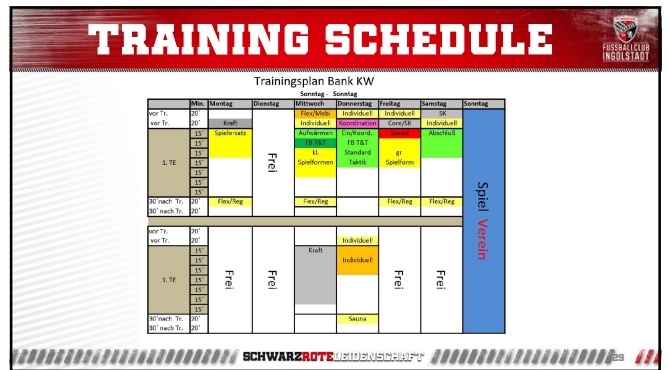 TRAINING SCHEDULE
FUSSBALLCLUB
INGOLSTADT
Trainingsplan Bank KW
Sonntag - Sonntag
Min. Montag Dienstag Mittwoch Donnerstag Freitag Samstag Sonntag
vor Tr. 20' Flex/Mobi Individuell Individuell SK
vor Tr. 20' Kraft Individuell Koordination Core/SK Individuell
15' Spielersatz Aufwärmen Ein/Koord. Speed Abschluß
15' FB T&T FB T&T
15' kl. Standard gr
1. TE 15' Spielformen Taktik Spielform
15'
15'
15'
Frei
30'nach Tr. 20' Flex/Reg Flex/Reg Flex/Reg Flex/Reg
30' nach Tr. 20'
Spiel Verein
vor Tr. 20'
vor Tr. 20' Individuell
15' Kraft
15' Individuell
15'
1. TE 15' Frei Frei Frei Frei
15'
15'
15'
30'nach Tr. 20' Sauna
30' nach Tr. 20'
SCHWARZROTELEIDENSCHAFT
29